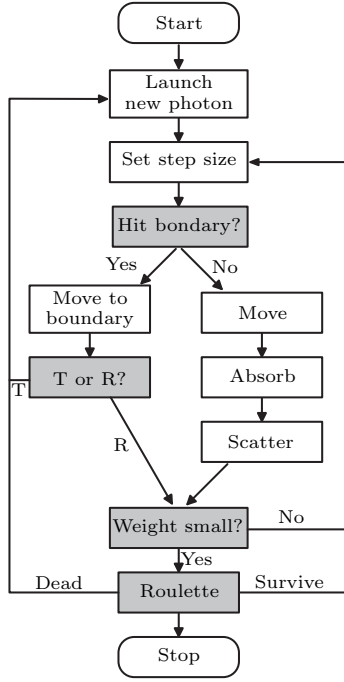 Start
Launch
new photon
Set step size
Hit bondary?
Yes
No
Move to
boundary
Move
T or R?
Absorb
T
R
Scatter
Weight small?
No
Yes
Dead
Roulette
Survive
Stop